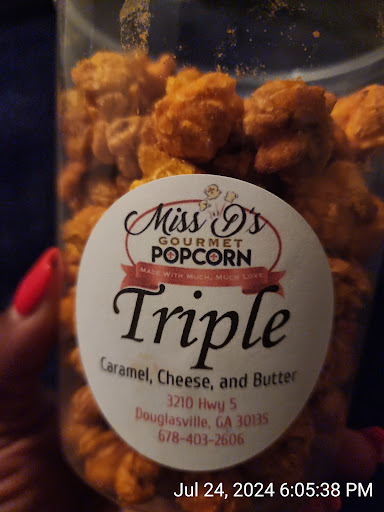 Miss D's
GOURMET
POPCORN
MADE WITH MUCH, MUCH LOVE
Triple
Caramel, Cheese, and Butter
3210 Hwy 5
Douglasville, GA 30135
678-403-2606
Jul 24, 2024 6:05:38 PM